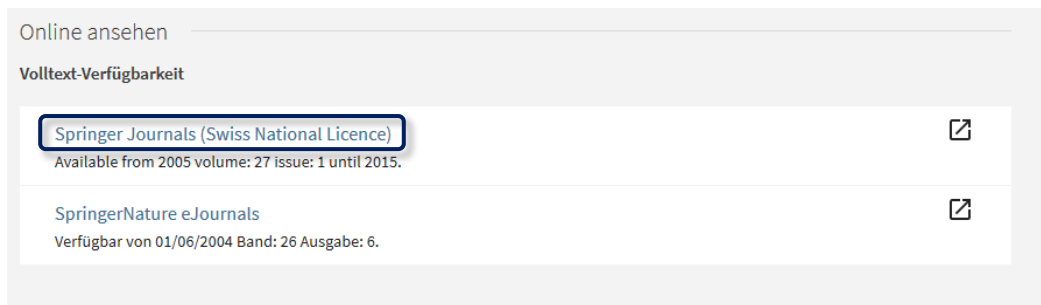 Online ansehen
Volltext-Verfügbarkeit
Springer Journals (Swiss National Licence)
Available from 2005 volume: 27 issue: 1 until 2015.
SpringerNature eJournals
Verfügbar von 01/06/2004 Band: 26 Ausgabe: 6.